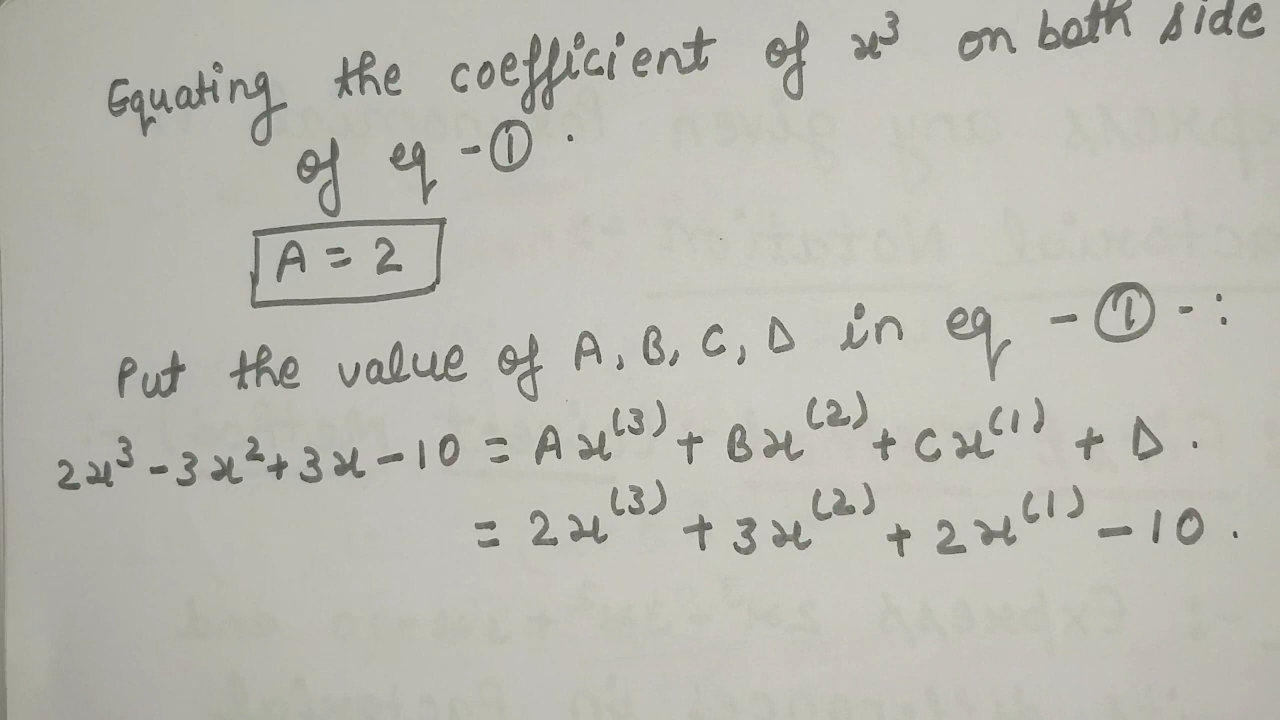 Equating the coefficient of x³ on both side
of eq -①.
A = 2
Put the value of A, B, C, D in eq -① -:
2x³ - 3x² + 3x - 10 = Ax⁽³⁾ + Bx⁽²⁾ + Cx⁽¹⁾ + D.
= 2x⁽³⁾ + 3x⁽²⁾ + 2x⁽¹⁾ - 10.